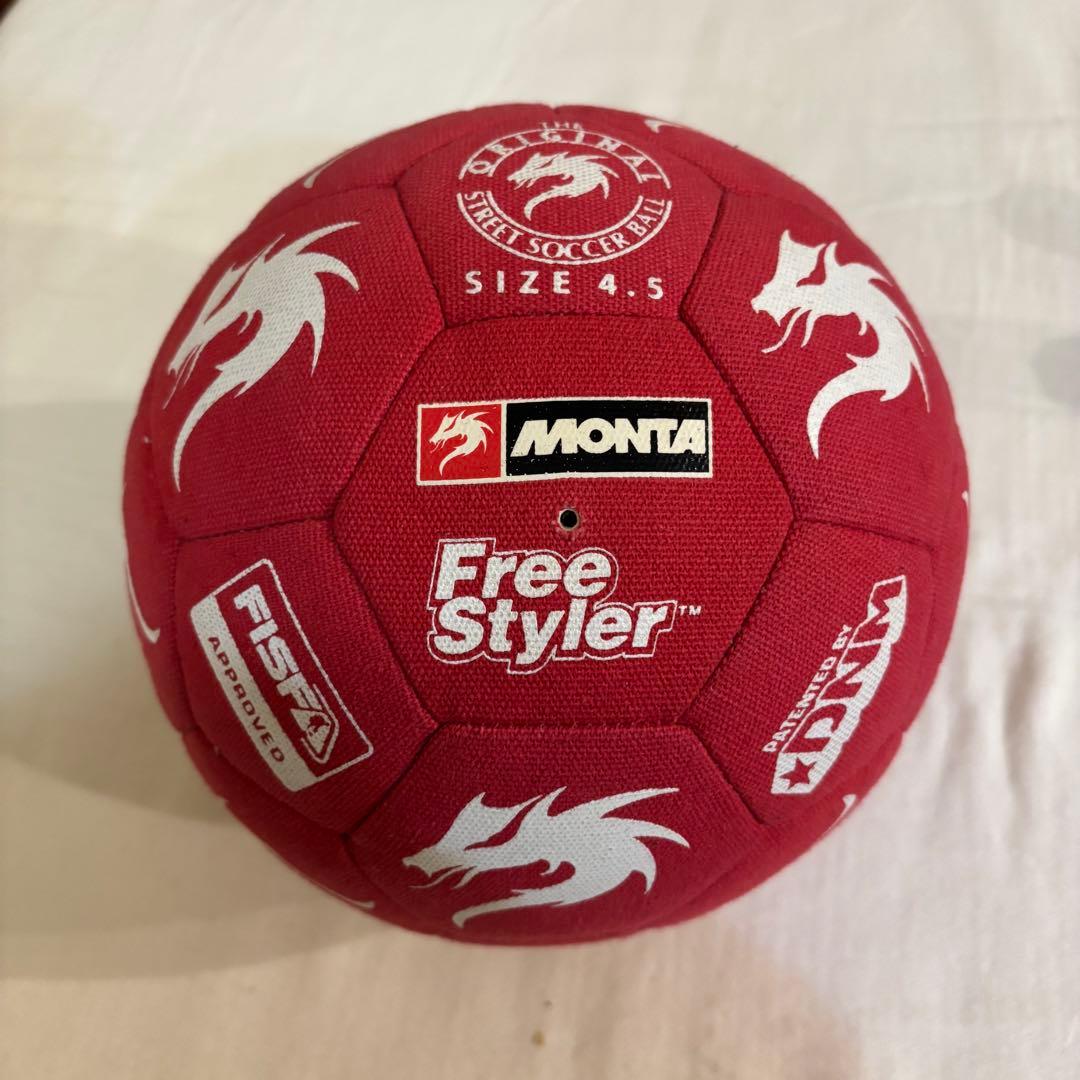 THE
ORIGINAL
STREET SOCCER BALL
SIZE 4.5
MONTA
Free
Styler™
FISFA
APPROVED
PATENTED BY
DNM